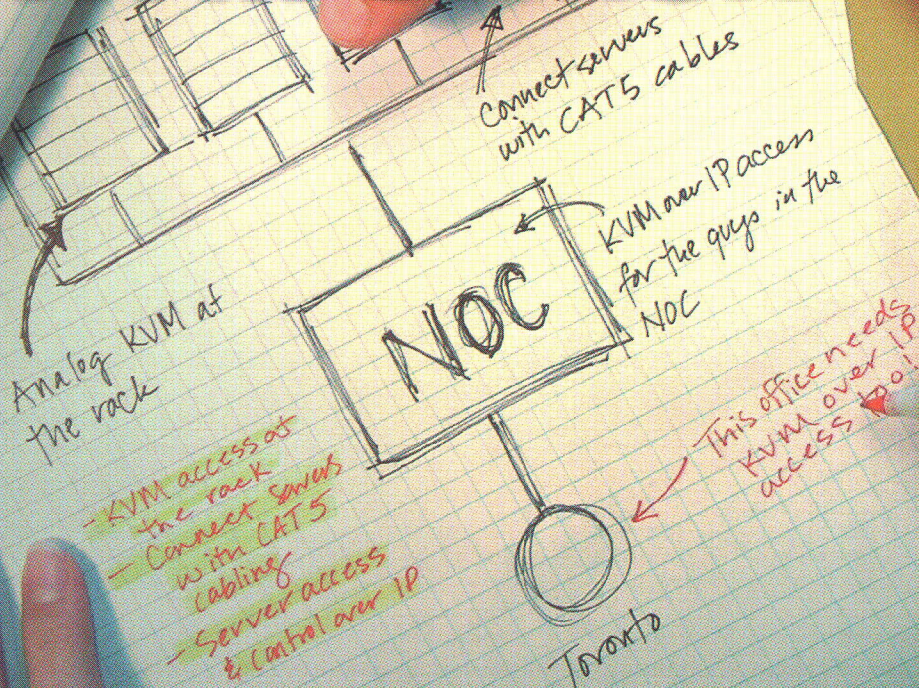 Connect servers
with CAT5 cables
KVM over IP access
for the guys in the
NOC
NOC
Analog KVM at
the rack
This office needs
KVM over IP
access too!
- KVM access at
the rack
- Connect servers
with CAT5
cabling
- Server access
& control over IP
Toronto